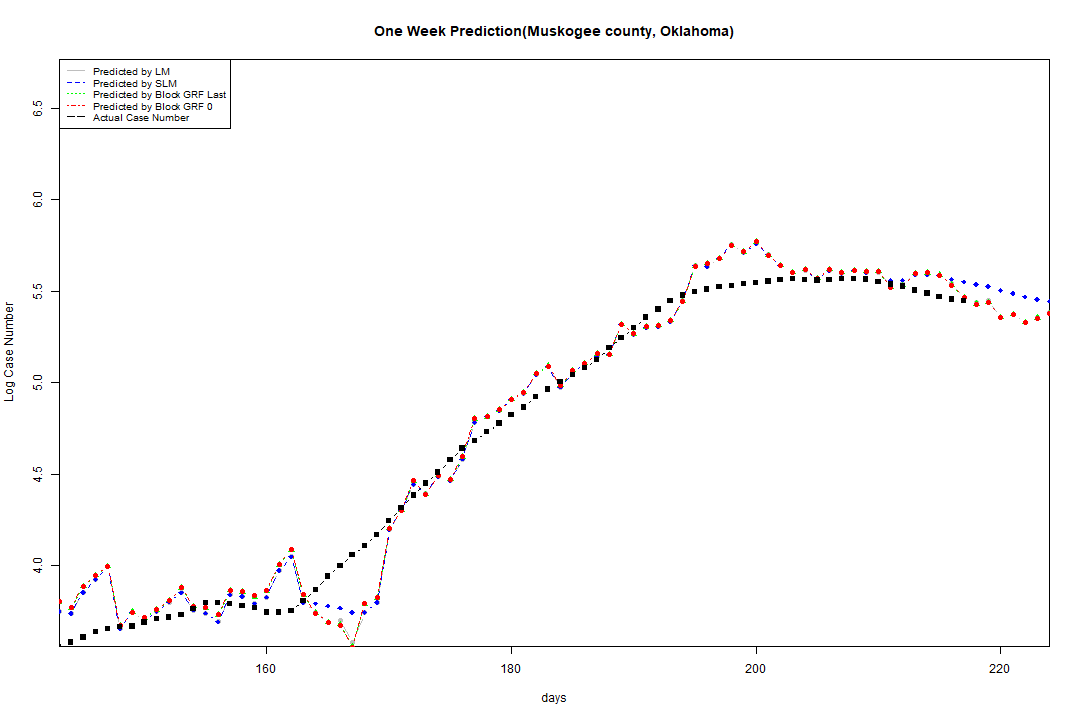 One Week Prediction(Muskogee county, Oklahoma)
Predicted by LM
Predicted by SLM
Predicted by Block GRF Last
Predicted by Block GRF 0
Actual Case Number
6.5
6.0
5.5
5.0
4.5
4.0
Log Case Number
160 180 200 220
days